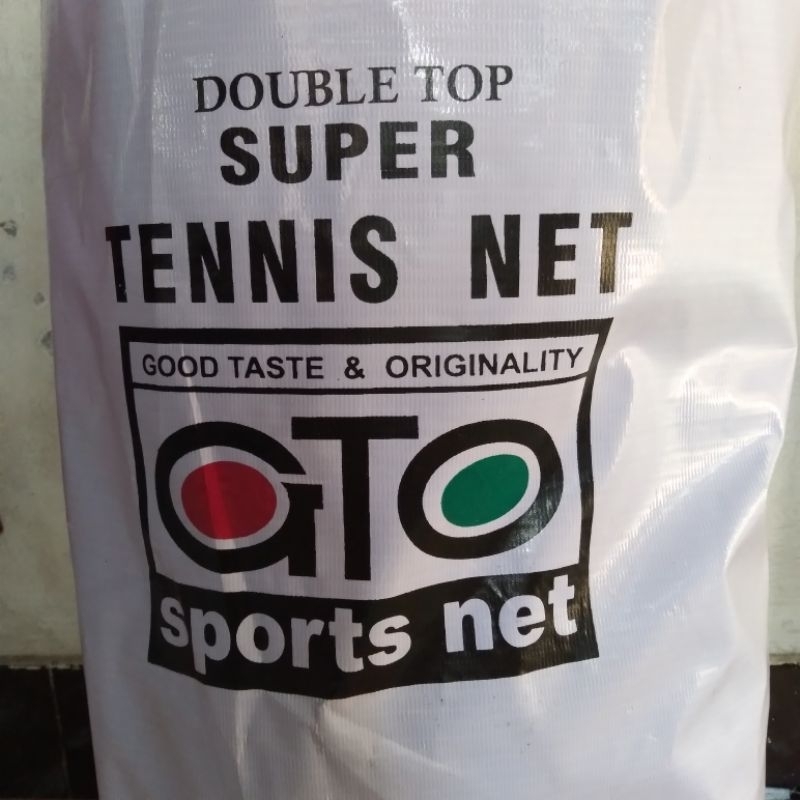 DOUBLE TOP
SUPER
TENNIS NET
GOOD TASTE & ORIGINALITY
GTO
sports net